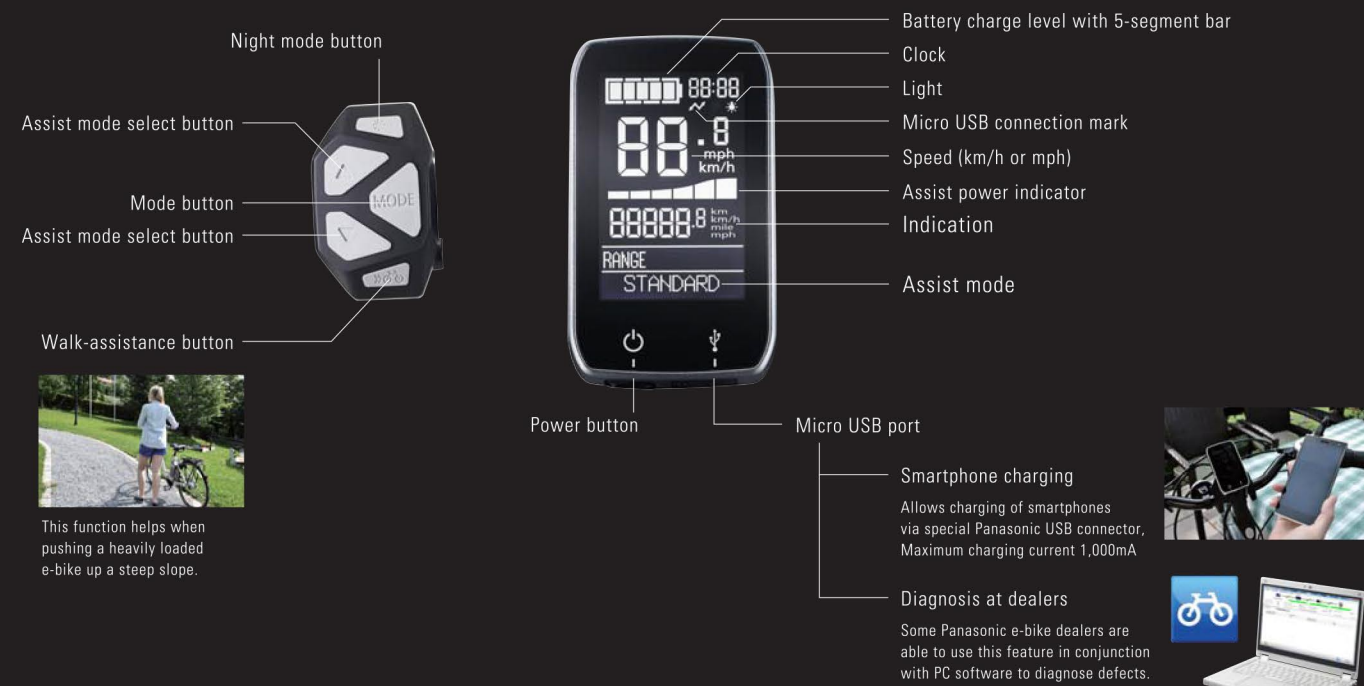 Night mode button
Assist mode select button
Mode button
MODE
Assist mode select button
Walk-assistance button
This function helps when
pushing a heavily loaded
e-bike up a steep slope.
Battery charge level with 5-segment bar
Clock
Light
Micro USB connection mark
Speed (km/h or mph)
Assist power indicator
Indication
Assist mode
88:88
88.8
mph
km/h
88888.8
km
km/h
mile
mph
RANGE
STANDARD
Power button
Micro USB port
Smartphone charging
Allows charging of smartphones
via special Panasonic USB connector,
Maximum charging current 1,000mA
Diagnosis at dealers
Some Panasonic e-bike dealers are
able to use this feature in conjunction
with PC software to diagnose defects.